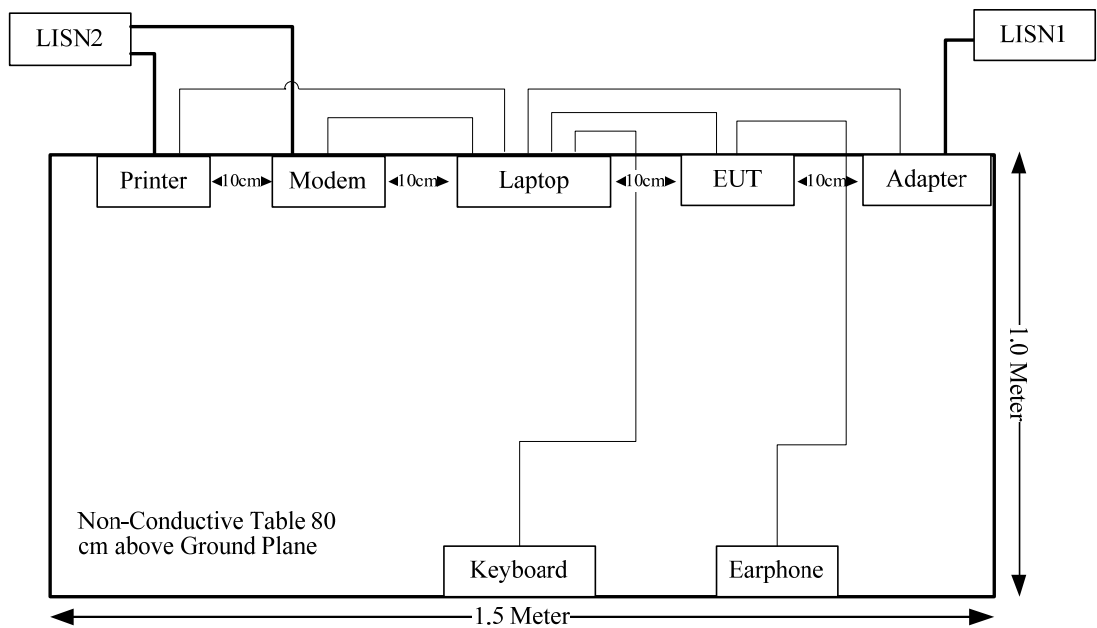 LISN2
LISN1
Printer
10cm
Modem
10cm
Laptop
10cm
EUT
10cm
Adapter
1.0 Meter
Non-Conductive Table 80
cm above Ground Plane
Keyboard
Earphone
1.5 Meter